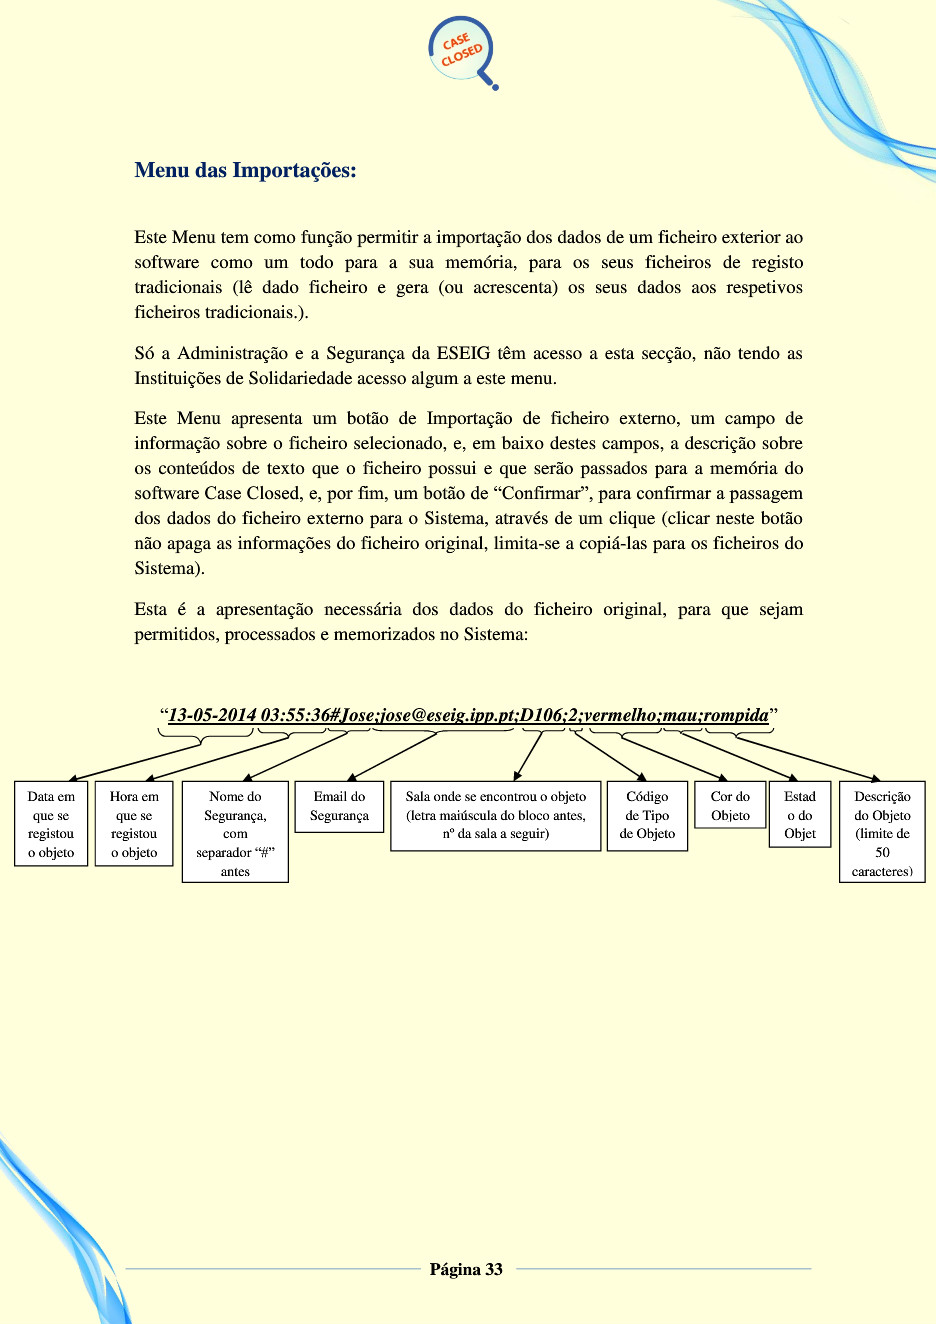 CASE
CLOSED
Menu das Importações:
Este Menu tem como função permitir a importação dos dados de um ficheiro exterior ao
software como um todo para a sua memória, para os seus ficheiros de registo
tradicionais (lê dado ficheiro e gera (ou acrescenta) os seus dados aos respetivos
ficheiros tradicionais.).
Só a Administração e a Segurança da ESEIG têm acesso a esta secção, não tendo as
Instituições de Solidariedade acesso algum a este menu.
Este Menu apresenta um botão de Importação de ficheiro externo, um campo de
informação sobre o ficheiro selecionado, e, em baixo destes campos, a descrição sobre
os conteúdos de texto que o ficheiro possui e que serão passados para a memória do
software Case Closed, e, por fim, um botão de “Confirmar”, para confirmar a passagem
dos dados do ficheiro externo para o Sistema, através de um clique (clicar neste botão
não apaga as informações do ficheiro original, limita-se a copiá-las para os ficheiros do
Sistema).
Esta é a apresentação necessária dos dados do ficheiro original, para que sejam
permitidos, processados e memorizados no Sistema:
“13-05-2014 03:55:36#Jose;jose@eseig.ipp.pt;D106;2;vermelho;mau;rompida”
Data em
que se
registou
o objeto
Hora em
que se
registou
o objeto
Nome do
Segurança,
com
separador “#”
antes
Email do
Segurança
Sala onde se encontrou o objeto
(letra maiúscula do bloco antes,
nº da sala a seguir)
Código
de Tipo
de Objeto
Cor do
Objeto
Estad
o do
Objet
Descrição
do Objeto
(limite de
50
caracteres)
Página 33